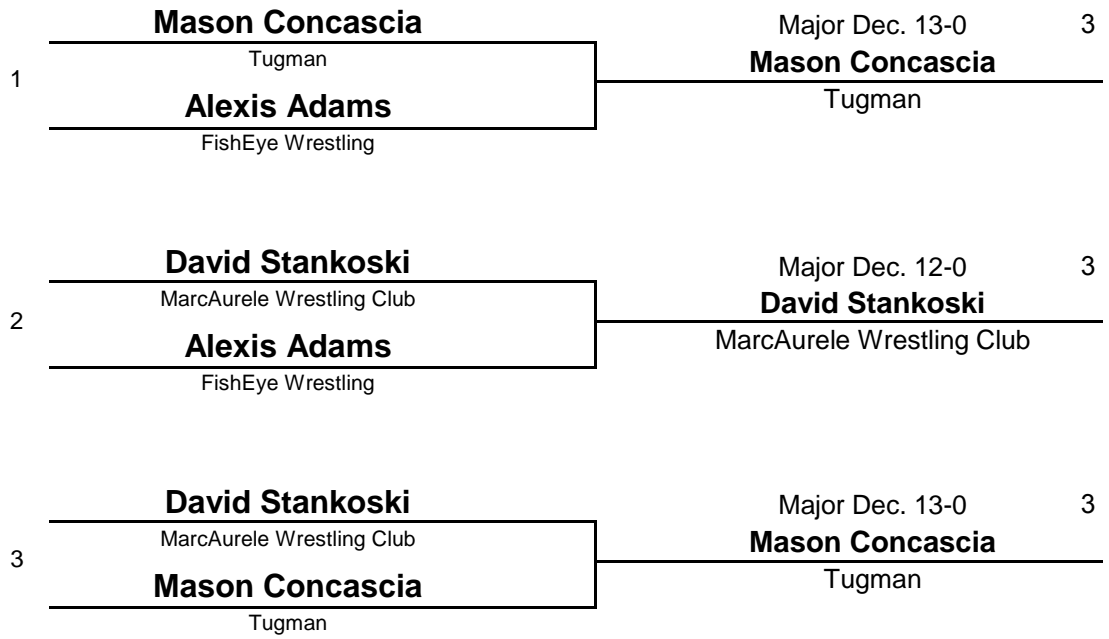 Mason Concascia
Tugman
1
Alexis Adams
FishEye Wrestling
Major Dec. 13-0 3
Mason Concascia
Tugman
David Stankoski
MarcAurele Wrestling Club
2
Alexis Adams
FishEye Wrestling
Major Dec. 12-0 3
David Stankoski
MarcAurele Wrestling Club
David Stankoski
MarcAurele Wrestling Club
3
Mason Concascia
Tugman
Major Dec. 13-0 3
Mason Concascia
Tugman